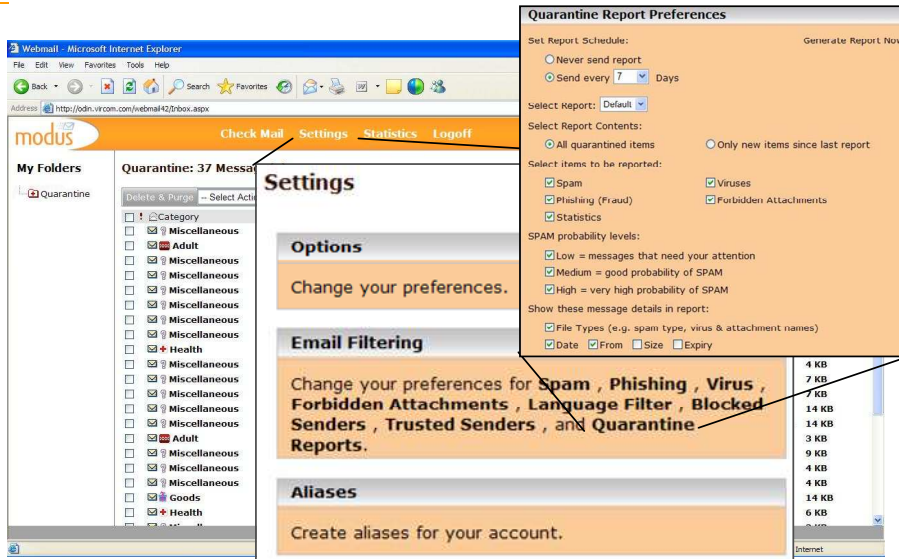 Quarantine Report Preferences
Set Report Schedule:
Generate Report Now
Never send report
Send every 7 Days
Select Report: Default
Select Report Contents:
All quarantined items
Only new items since last report
Select items to be reported:
Spam
Viruses
Phishing (Fraud)
Forbidden Attachments
Statistics
SPAM probability levels:
Low = messages that need your attention
Medium = good probability of SPAM
High = very high probability of SPAM
Show these message details in report:
File Types (e.g. spam type, virus & attachment names)
Date From Size Expiry
Webmail - Microsoft Internet Explorer
File Edit View Favorites Tools Help
Back Search Favorites
Address http://odin.vircom.com/webmail42/Inbox.aspx
modus
Check Mail Settings Statistics Logoff
My Folders
Quarantine
Quarantine: 37 Messa
Delete & Purge -- Select Acti
! Category
Miscellaneous
Adult
Miscellaneous
Miscellaneous
Miscellaneous
Miscellaneous
Miscellaneous
Miscellaneous
Health
Miscellaneous
Miscellaneous
Miscellaneous
Miscellaneous
Miscellaneous
Adult
Miscellaneous
Miscellaneous
Miscellaneous
Goods
Health
Settings
Options
Change your preferences.
Email Filtering
Change your preferences for Spam , Phishing , Virus ,
Forbidden Attachments , Language Filter , Blocked
Senders , Trusted Senders , and Quarantine
Reports.
Aliases
Create aliases for your account.
4 KB
7 KB
7 KB
14 KB
14 KB
3 KB
9 KB
4 KB
4 KB
14 KB
6 KB
Internet